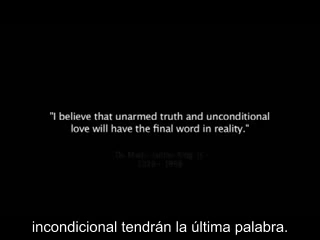 "I believe that unarmed truth and unconditional
love will have the final word in reality."
incondicional tendrán la última palabra.